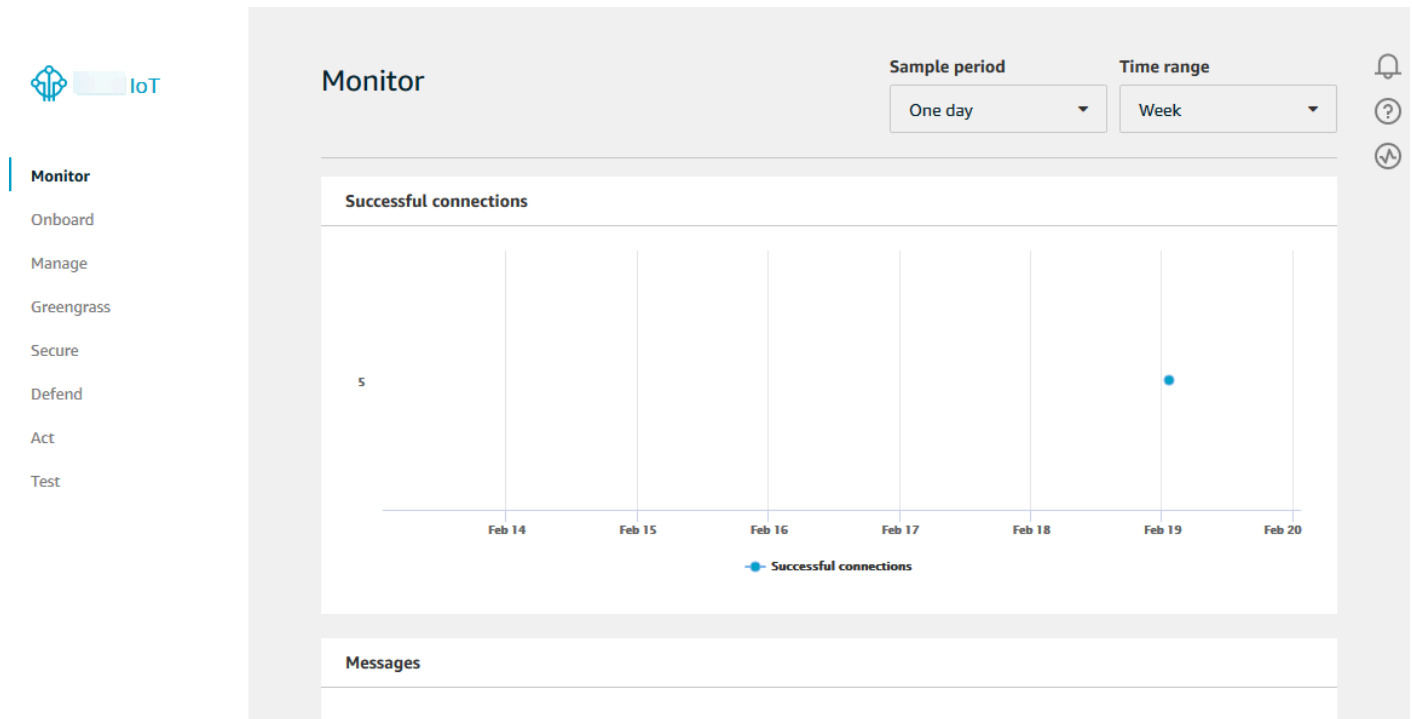 IoT
Monitor
Onboard
Manage
Greengrass
Secure
Defend
Act
Test
Monitor
Sample period
One day
Time range
Week
Successful connections
5
Feb 14 Feb 15 Feb 16 Feb 17 Feb 18 Feb 19 Feb 20
Successful connections
Messages